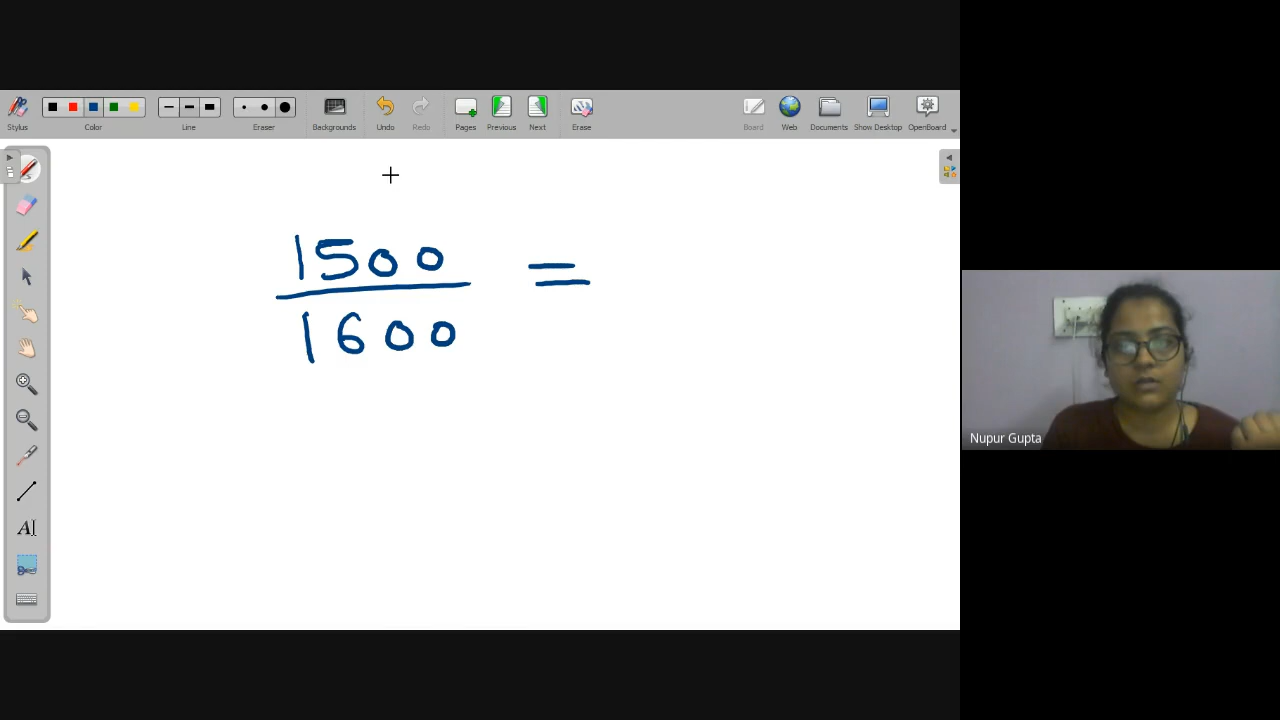 Stylus
Color
Line
Eraser
Backgrounds
Undo
Redo
Pages
Previous
Next
Erase
Board
Web
Documents
Show Desktop
OpenBoard
1500
1600
=
A
Nupur Gupta